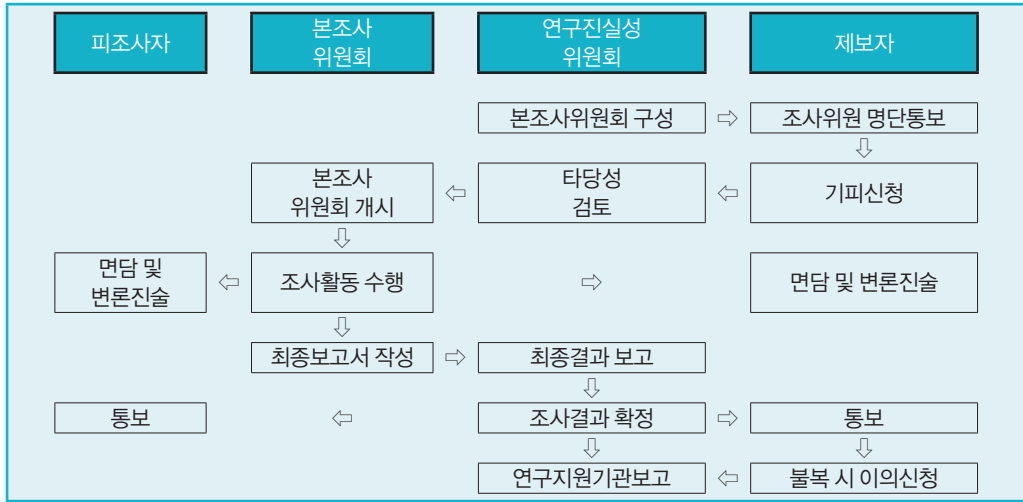 피조사자
본조사
위원회
연구진실성
위원회
제보자
본조사위원회 구성
⇨
조사위원 명단통보
⇩
본조사
위원회 개시
⇦
타당성
검토
⇦
기피신청
⇩
면담 및
변론진술
⇦
조사활동 수행
⇨
면담 및 변론진술
⇩
최종보고서 작성
⇨
최종결과 보고
⇩
통보
⇦
조사결과 확정
⇨
통보
⇩
⇩
연구지원기관보고
⇦
불복 시 이의신청